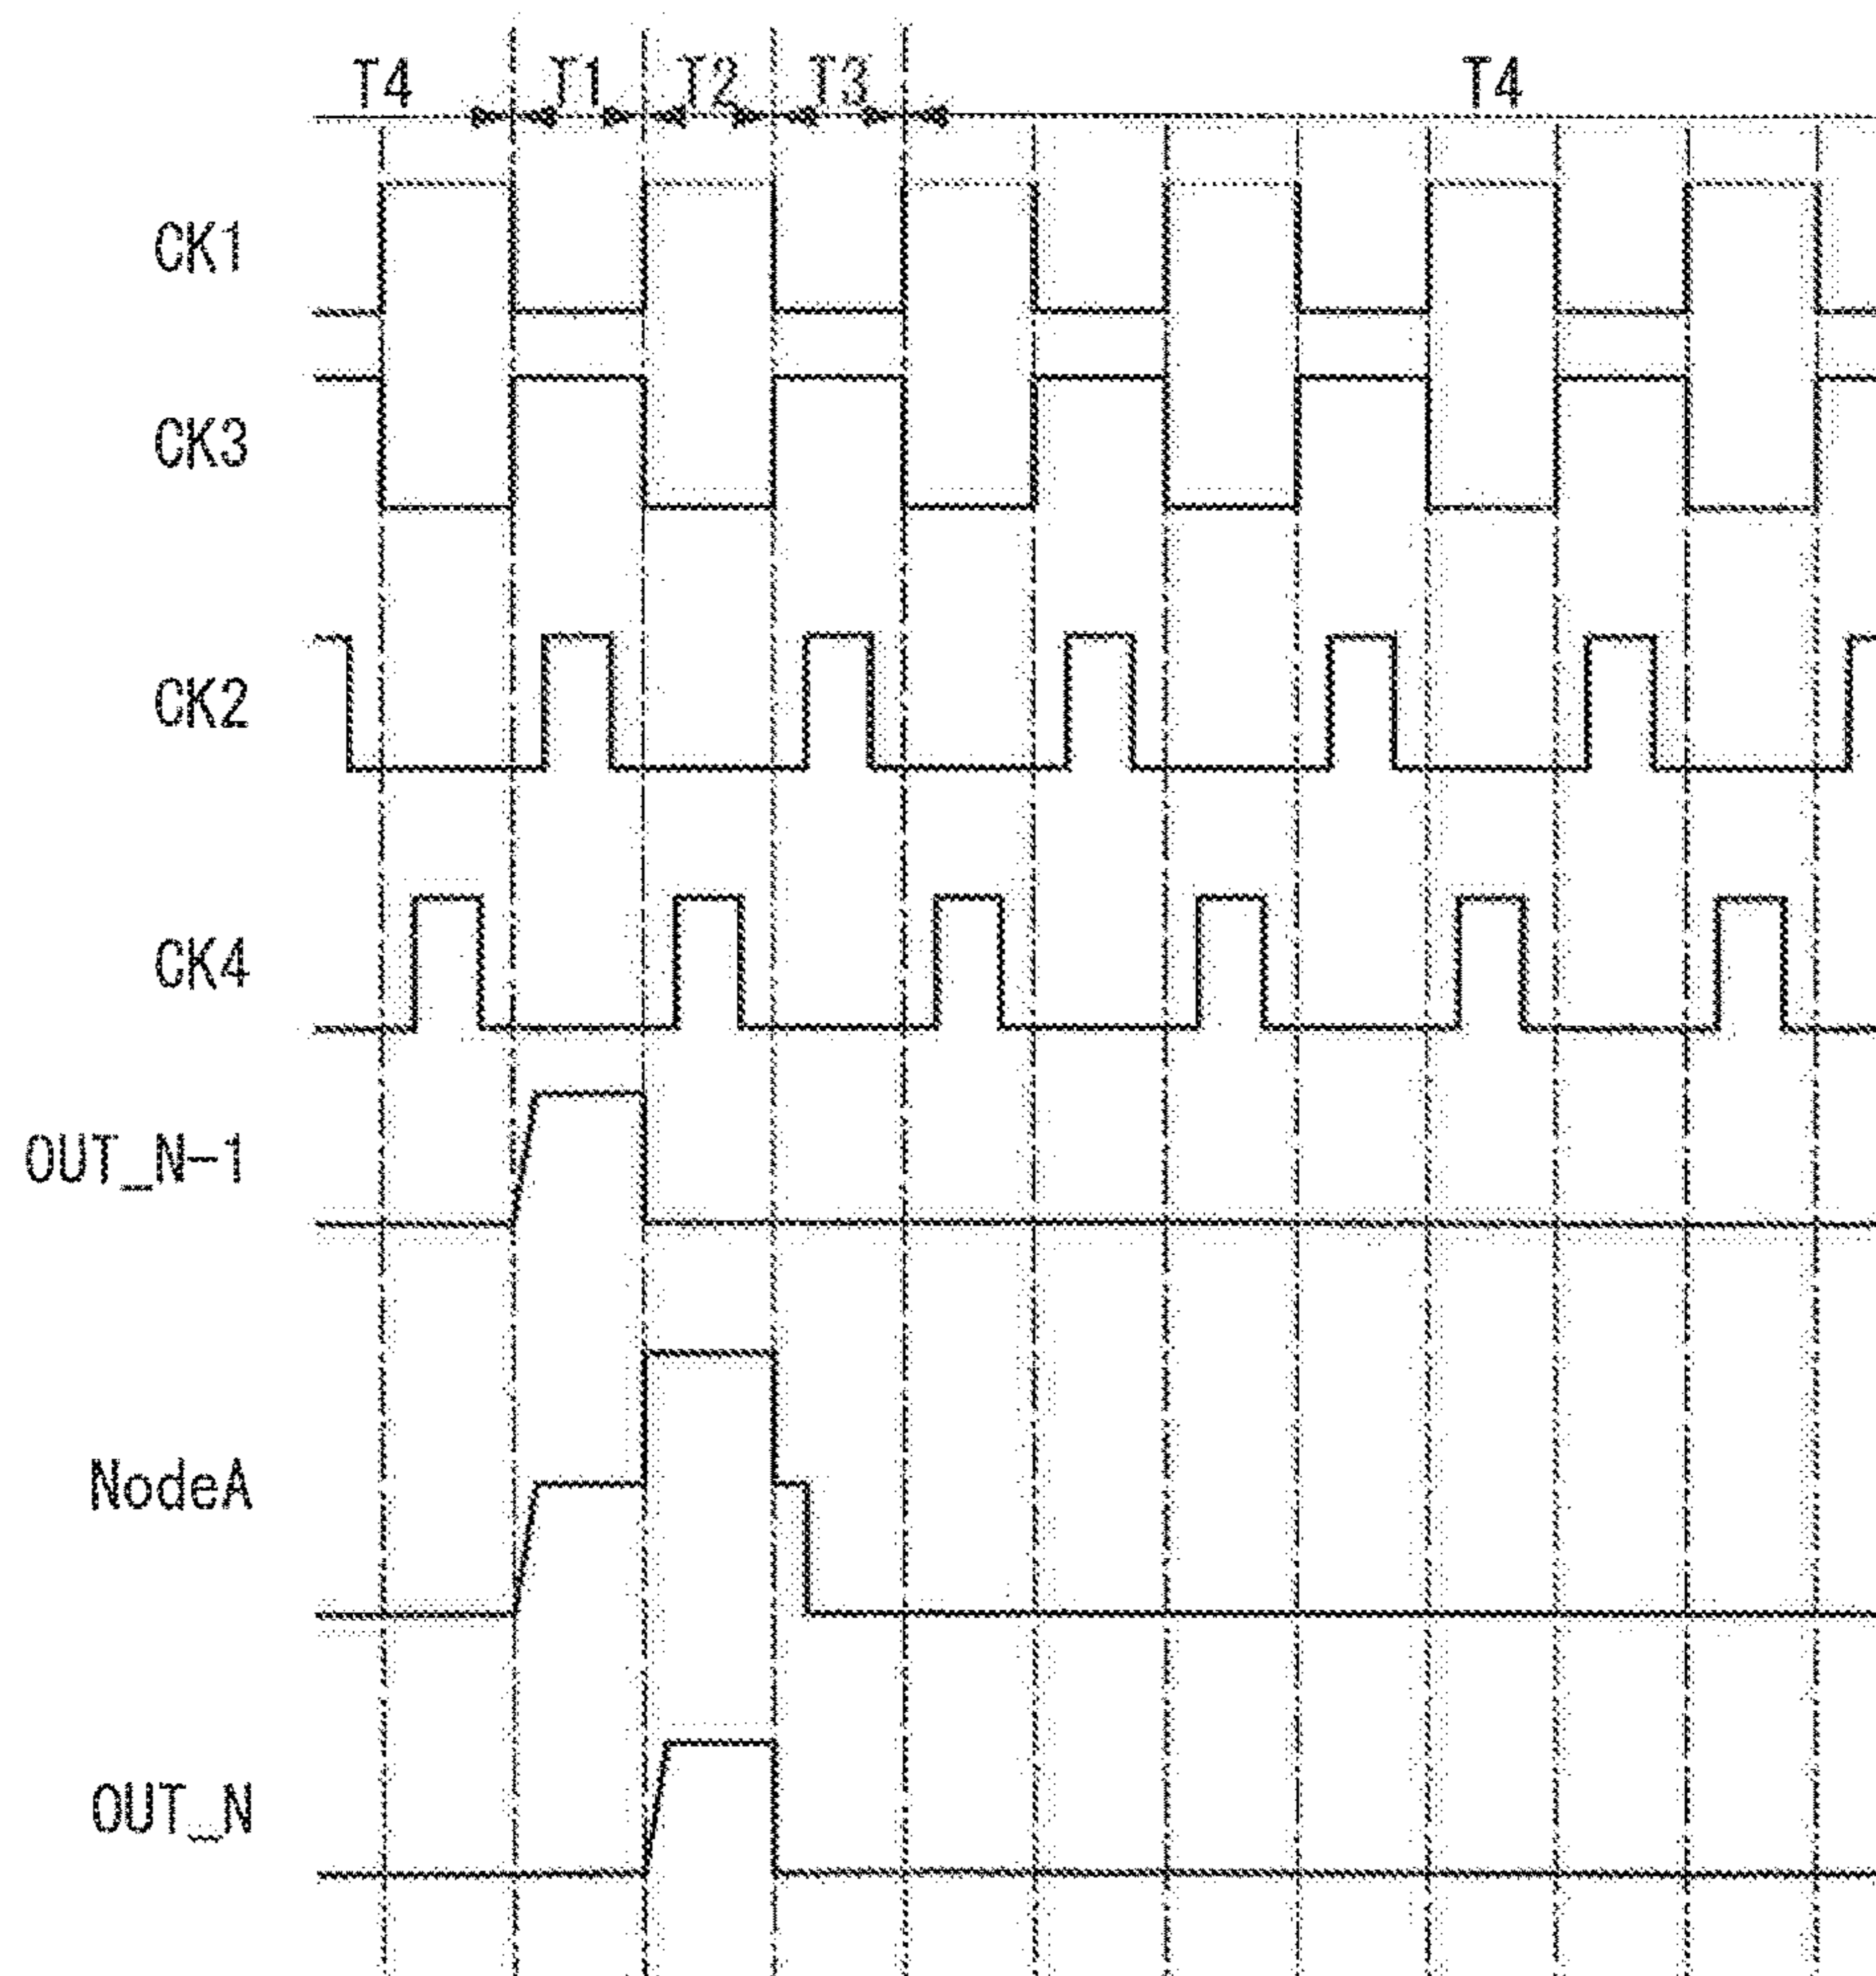 T4 T1 T2 T3 T4
CK1
CK3
CK2
CK4
OUT_N-1
NodeA
OUT_N